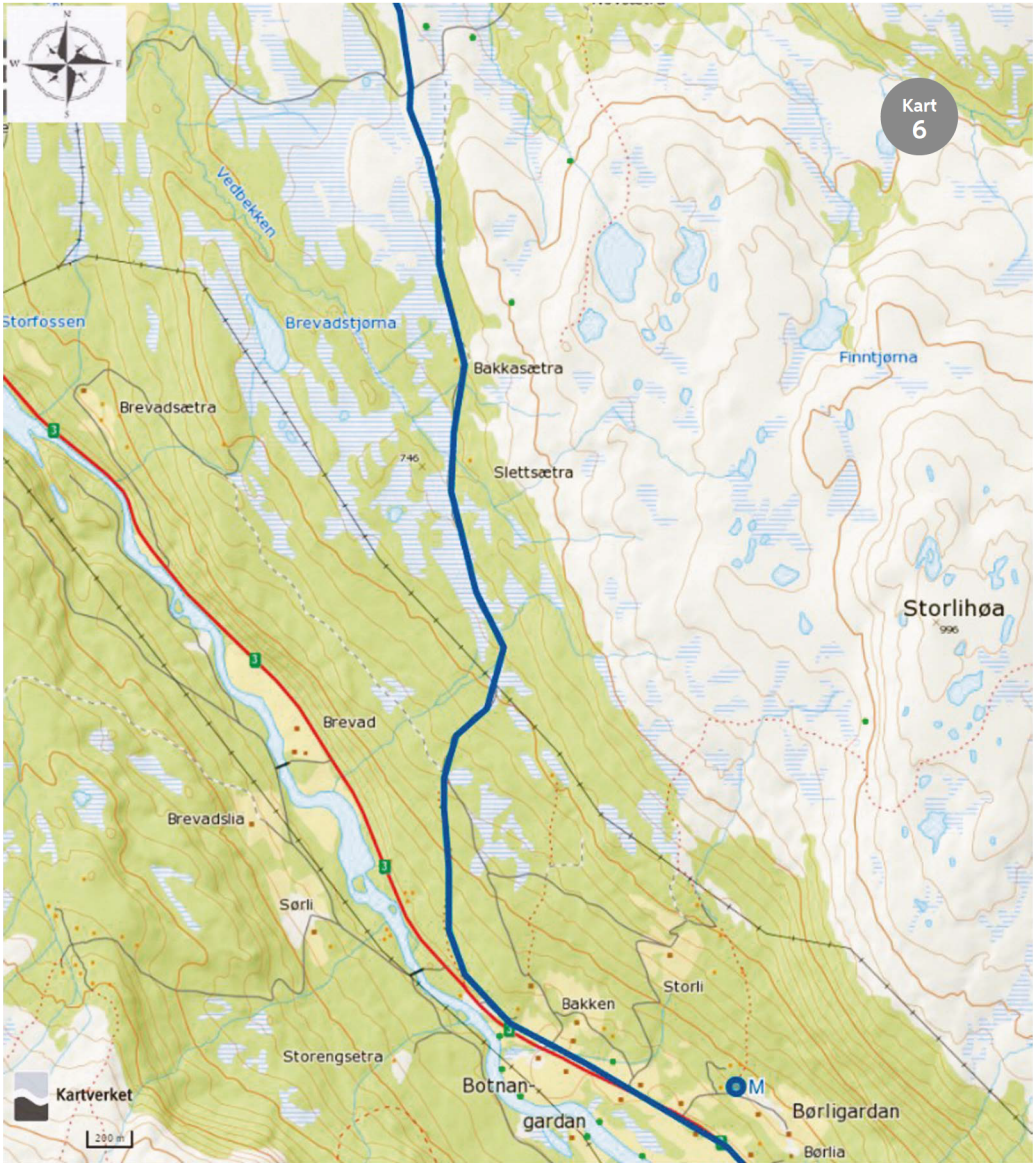 N
W
E
S
Kart
6
Vedbekken
Storfossen
Brevadstjørna
Bakkasætra
Finntjørna
Brevadsætra
3
746
Slettsætra
Storlihøa
996
3
Brevad
Brevadslia
3
Sørli
Storli
Bakken
3
Storengsetra
Botnan-
gardan
M
Børligardan
Kartverket
200 m
Børlia